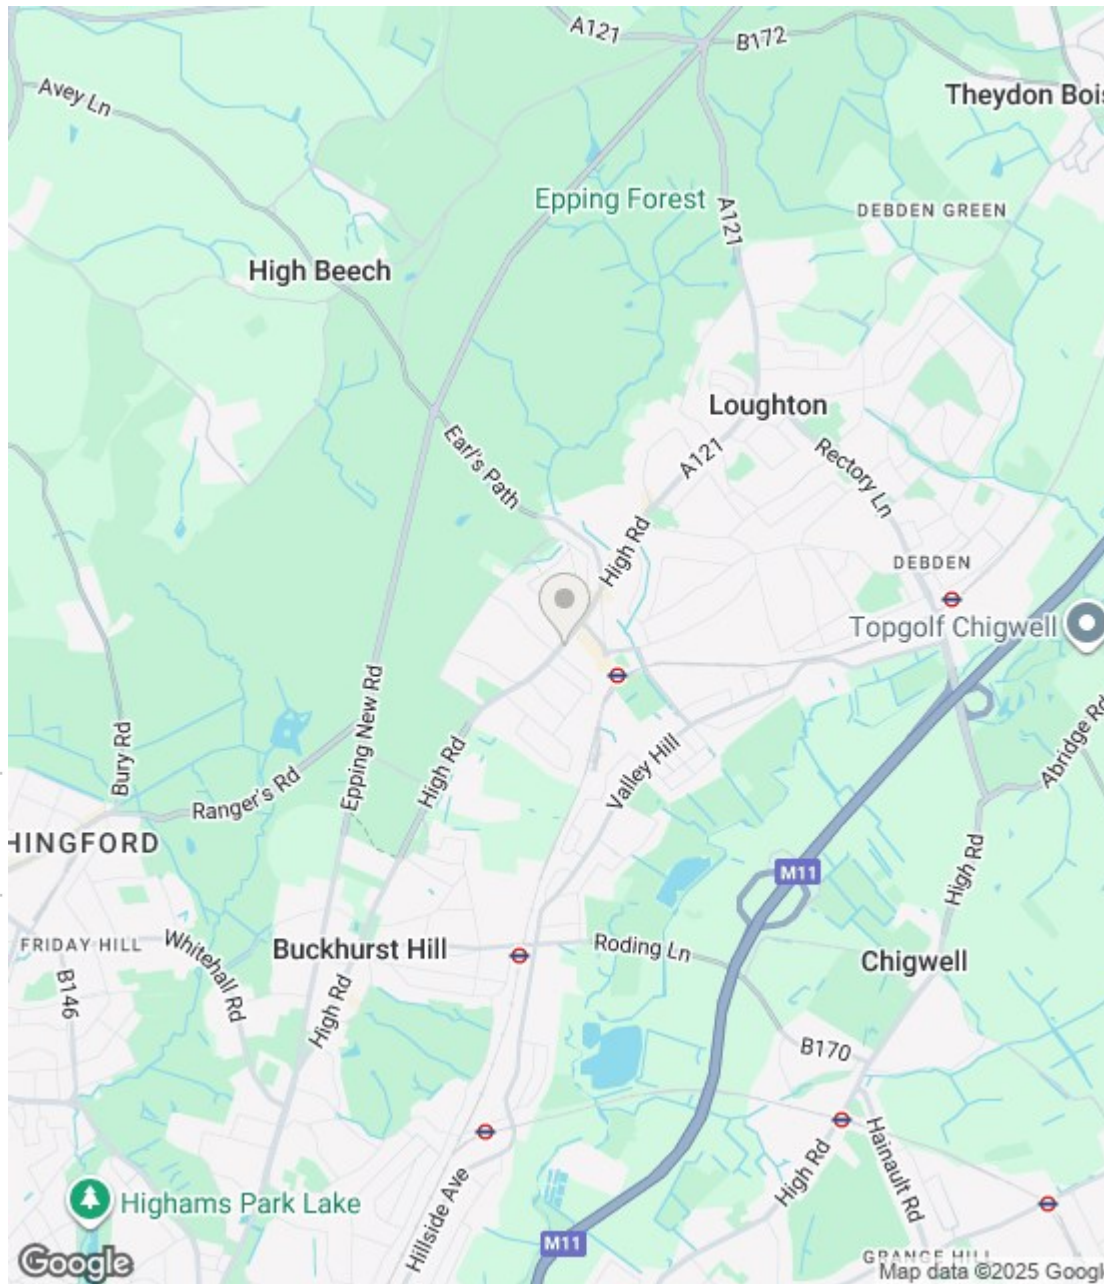 A121
B172
Avey Ln
Theydon Bois
Epping Forest
A121
DEBDEN GREEN
High Beech
Loughton
A121
Earl's Path
Rectory Ln
High Rd
DEBDEN
Topgolf Chigwell
Epping New Rd
Bury Rd
High Rd
Abridge Rd
Ranger's Rd
Valley Hill
HINGFORD
High Rd
M11
FRIDAY HILL
Whitehall Rd
Buckhurst Hill
Roding Ln
Chigwell
B146
High Rd
B170
Hainault Rd
High Rd
Highams Park Lake
Hillside Ave
M11
GRANGE HILL
Google
Map data ©2025 Google